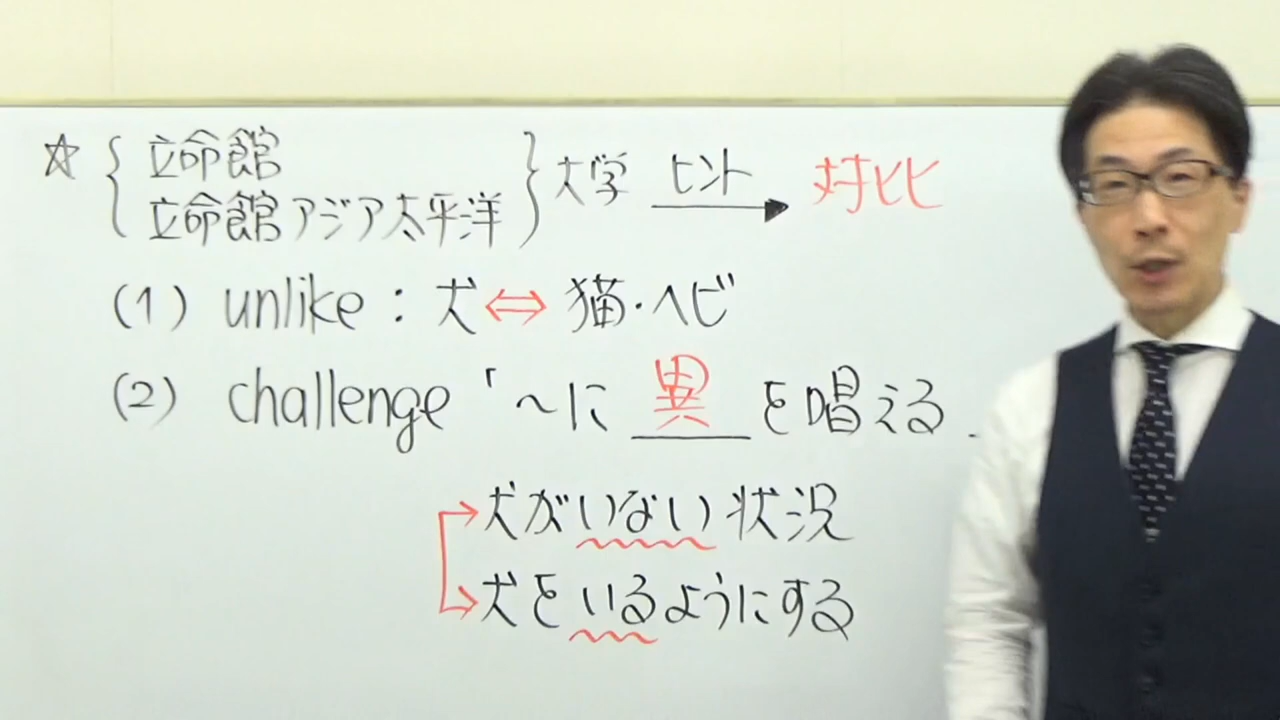 ☆ { 立命館
立命館アジア太平洋 } 大学 ヒント → 対比
(1) unlike : 犬 ⇔ 猫・ヘビ
(2) challenge 「~に 異 を唱える
犬がいない状況
犬をいるようにする